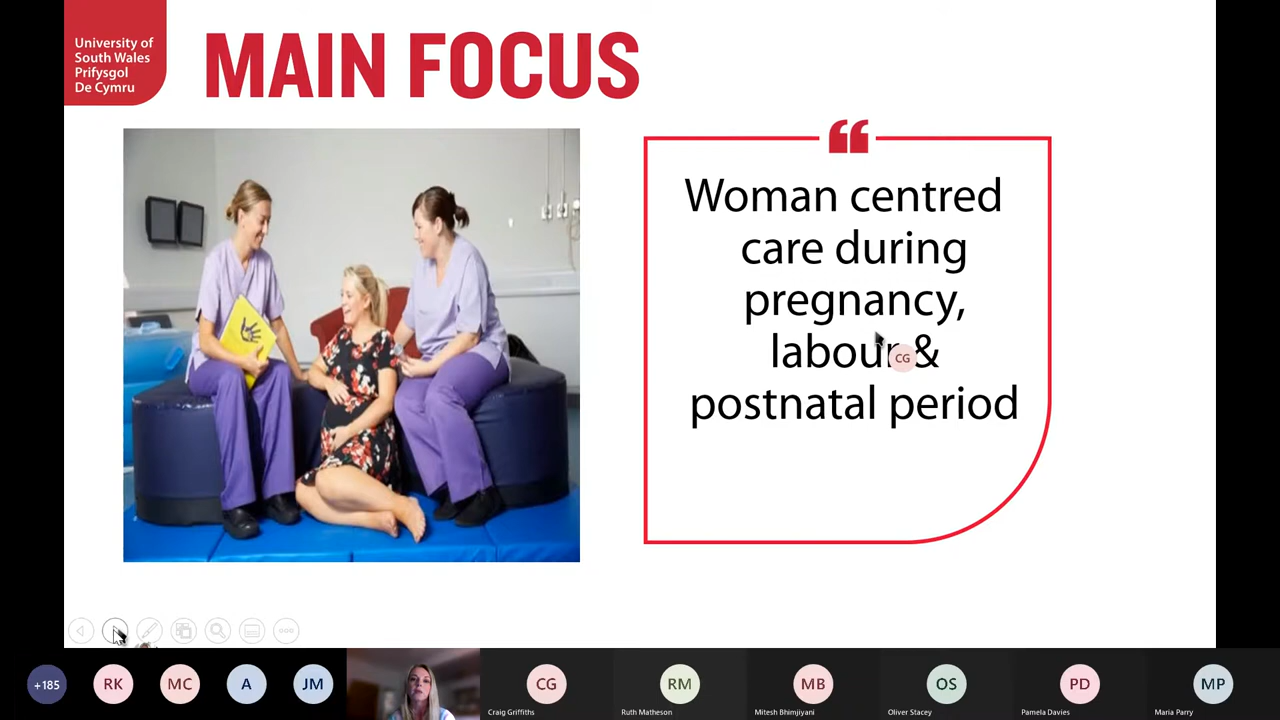 University of
South Wales
Prifysgol
De Cymru
MAIN FOCUS
“
Woman centred
care during
pregnancy,
labour &
postnatal period
CG
+185
RK
MC
A
JM
CG
RM
MB
OS
PD
MP
Craig Griffiths
Ruth Matheson
Mitesh Bhimjiyani
Oliver Stacey
Pamela Davies
Maria Parry